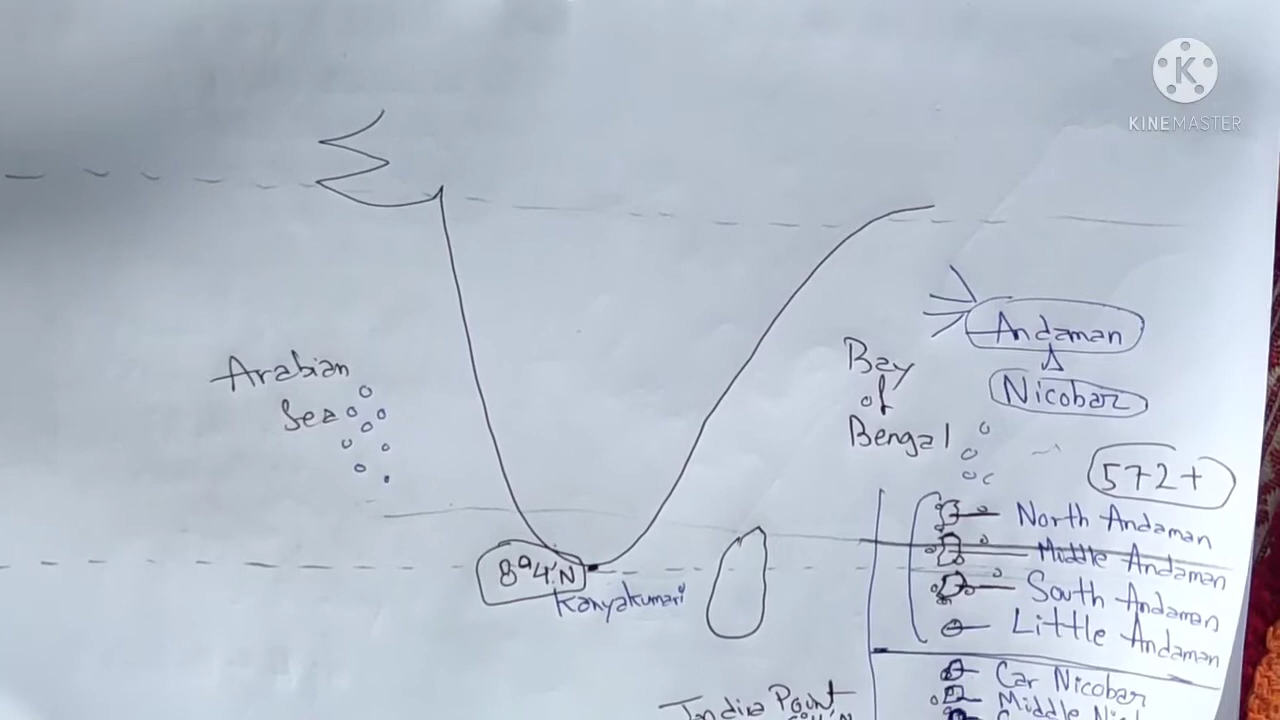 KINEMASTER
Andaman
Nicobar
Arabian
Sea
Bay
of
Bengal
572+
North Andaman
Middle Andaman
South Andaman
Little Andaman
8°4'.N
Kanyakumari
Car Nicobar
Middle
Indira Point